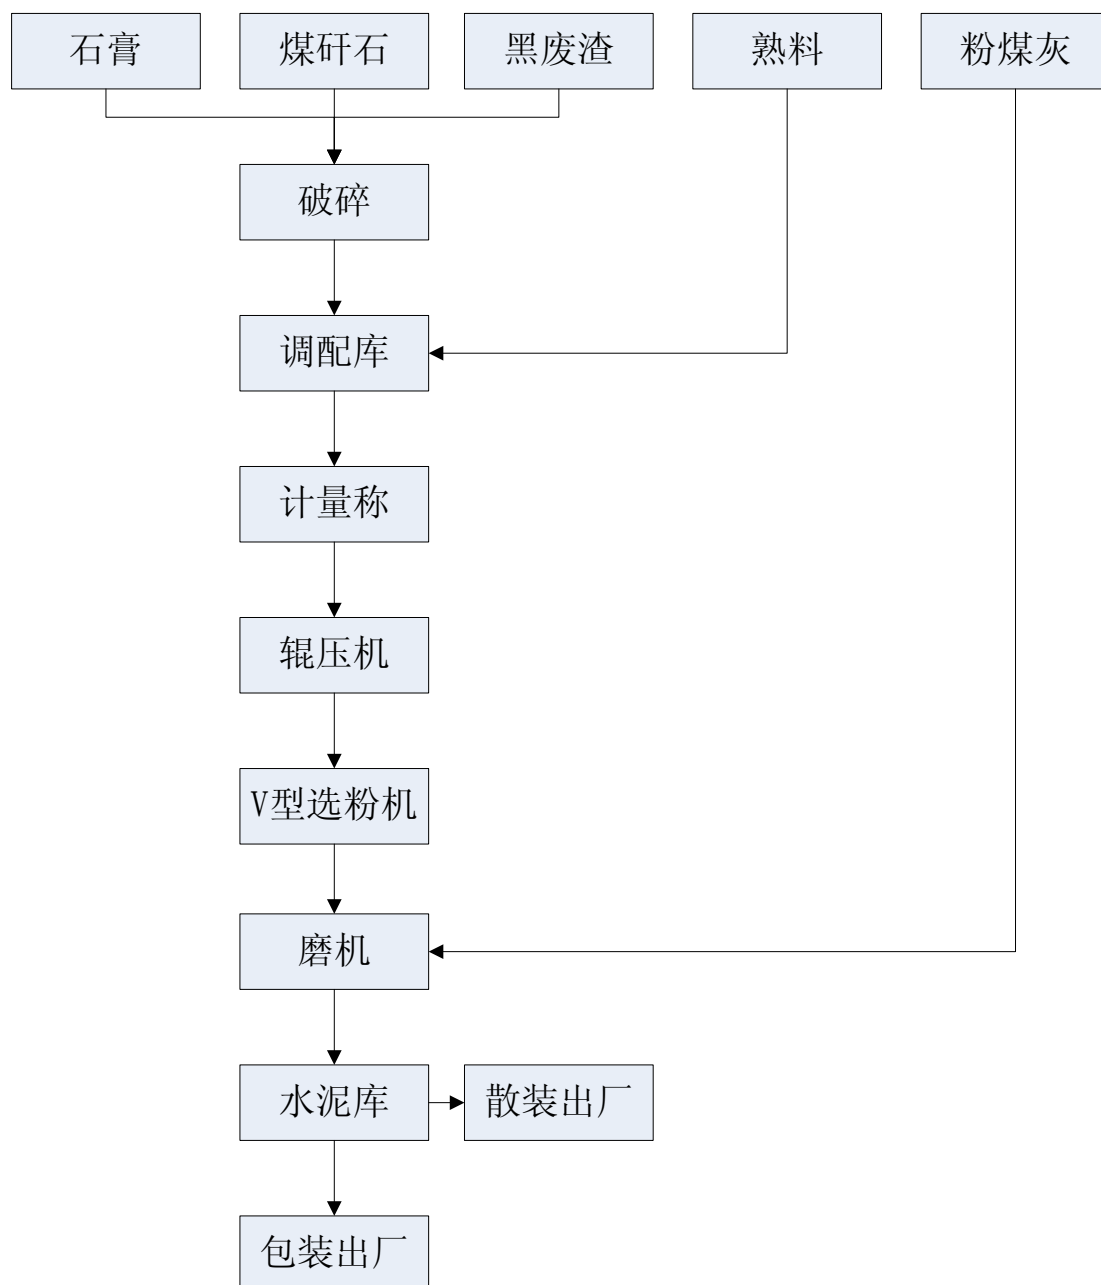 石膏
煤矸石
黑废渣
熟料
粉煤灰
破碎
调配库
计量称
辊压机
V型选粉机
磨机
水泥库
散装出厂
包装出厂